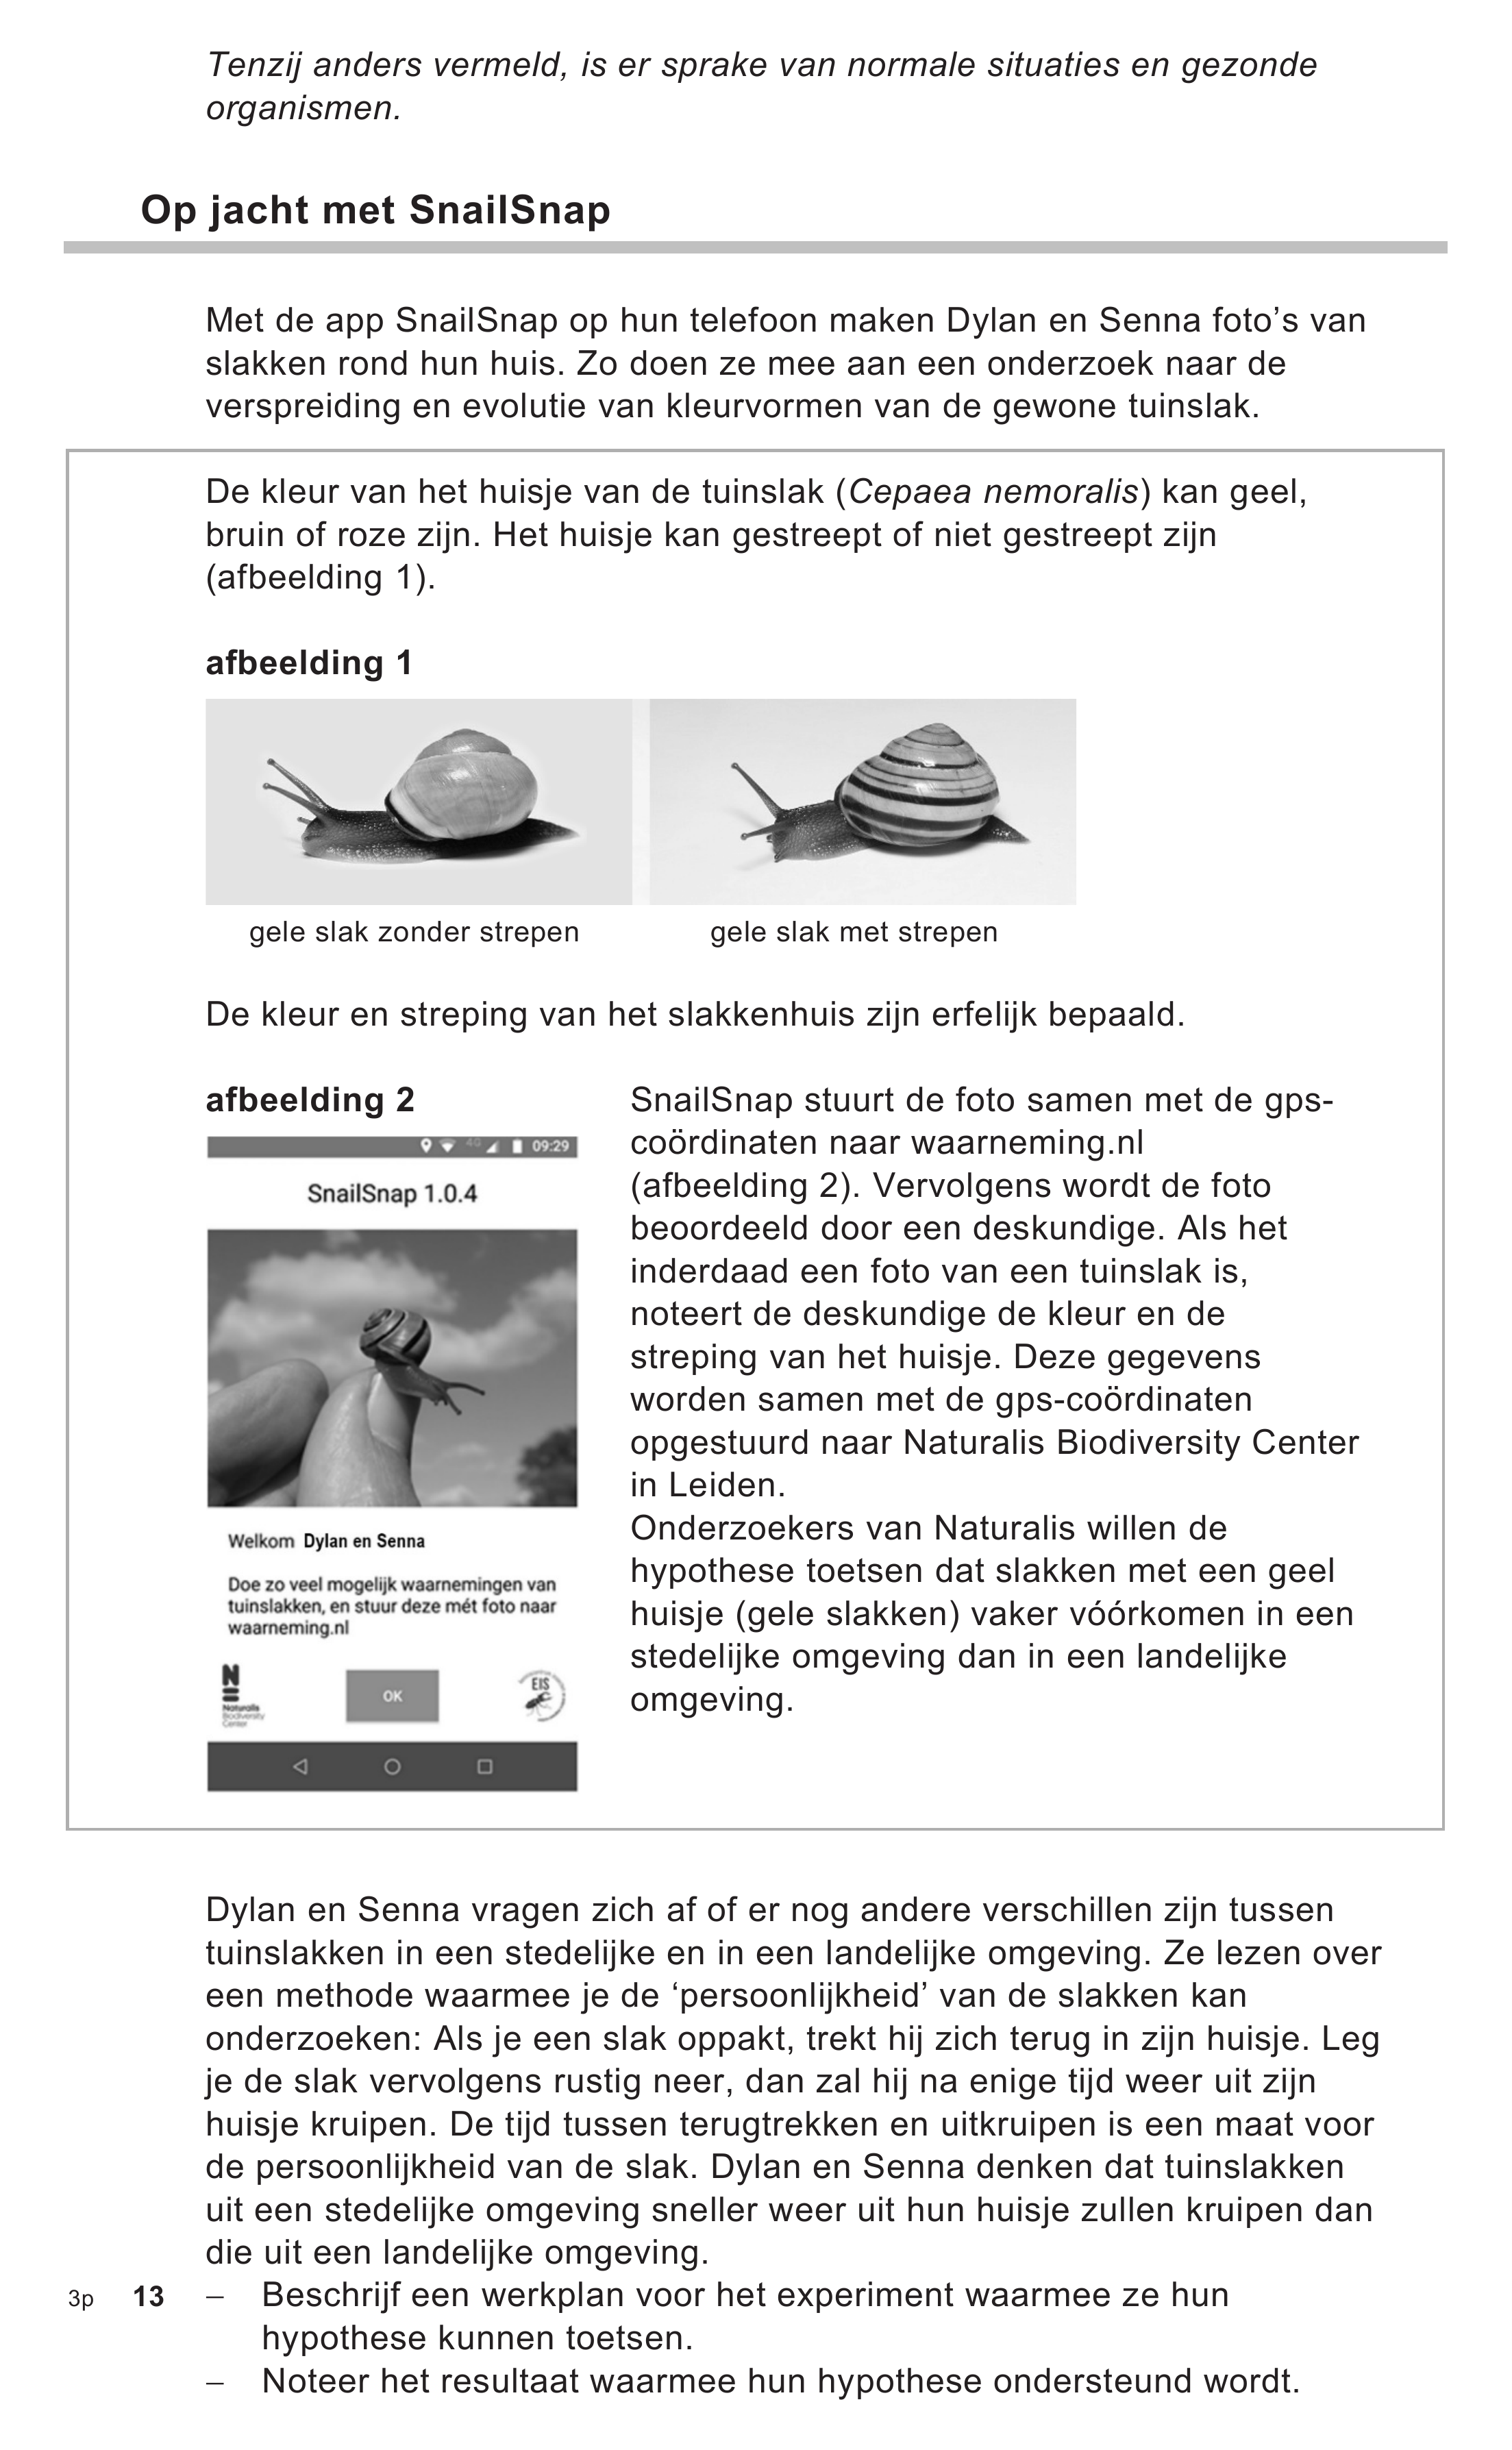 Tenzij anders vermeld, is er sprake van normale situaties en gezonde
organismen.
Op jacht met SnailSnap
Met de app SnailSnap op hun telefoon maken Dylan en Senna foto’s van
slakken rond hun huis. Zo doen ze mee aan een onderzoek naar de
verspreiding en evolutie van kleurvormen van de gewone tuinslak.
De kleur van het huisje van de tuinslak (Cepaea nemoralis) kan geel,
bruin of roze zijn. Het huisje kan gestreept of niet gestreept zijn
(afbeelding 1).
afbeelding 1
gele slak zonder strepen
gele slak met strepen
De kleur en streping van het slakkenhuis zijn erfelijk bepaald.
afbeelding 2
4G 09:29
SnailSnap 1.0.4
Welkom Dylan en Senna
Doe zo veel mogelijk waarnemingen van
tuinslakken, en stuur deze mét foto naar
waarneming.nl
Naturalis
Biodiversity
Center
OK
EIS
SnailSnap stuurt de foto samen met de gps-
coördinaten naar waarneming.nl
(afbeelding 2). Vervolgens wordt de foto
beoordeeld door een deskundige. Als het
inderdaad een foto van een tuinslak is,
noteert de deskundige de kleur en de
streping van het huisje. Deze gegevens
worden samen met de gps-coördinaten
opgestuurd naar Naturalis Biodiversity Center
in Leiden.
Onderzoekers van Naturalis willen de
hypothese toetsen dat slakken met een geel
huisje (gele slakken) vaker vóórkomen in een
stedelijke omgeving dan in een landelijke
omgeving.
Dylan en Senna vragen zich af of er nog andere verschillen zijn tussen
tuinslakken in een stedelijke en in een landelijke omgeving. Ze lezen over
een methode waarmee je de ‘persoonlijkheid’ van de slakken kan
onderzoeken: Als je een slak oppakt, trekt hij zich terug in zijn huisje. Leg
je de slak vervolgens rustig neer, dan zal hij na enige tijd weer uit zijn
huisje kruipen. De tijd tussen terugtrekken en uitkruipen is een maat voor
de persoonlijkheid van de slak. Dylan en Senna denken dat tuinslakken
uit een stedelijke omgeving sneller weer uit hun huisje zullen kruipen dan
die uit een landelijke omgeving.
3p 13 – Beschrijf een werkplan voor het experiment waarmee ze hun
hypothese kunnen toetsen.
– Noteer het resultaat waarmee hun hypothese ondersteund wordt.